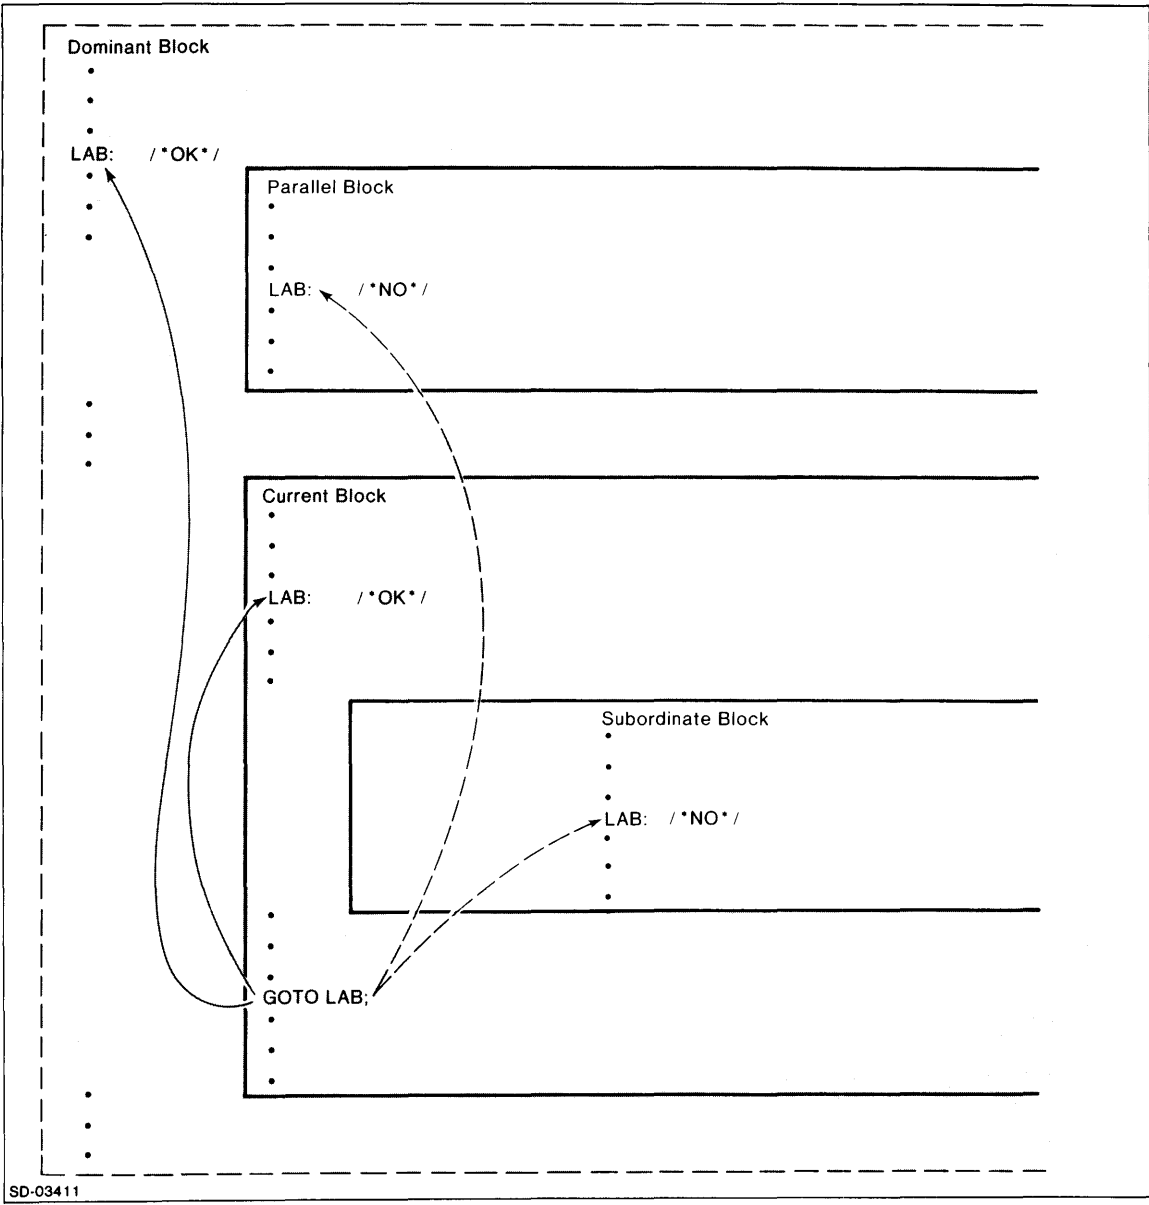 Dominant Block
LAB: /*OK*/
Parallel Block
LAB: /*NO*/
Current Block
LAB: /*OK*/
Subordinate Block
LAB: /*NO*/
GOTO LAB;
SD-03411